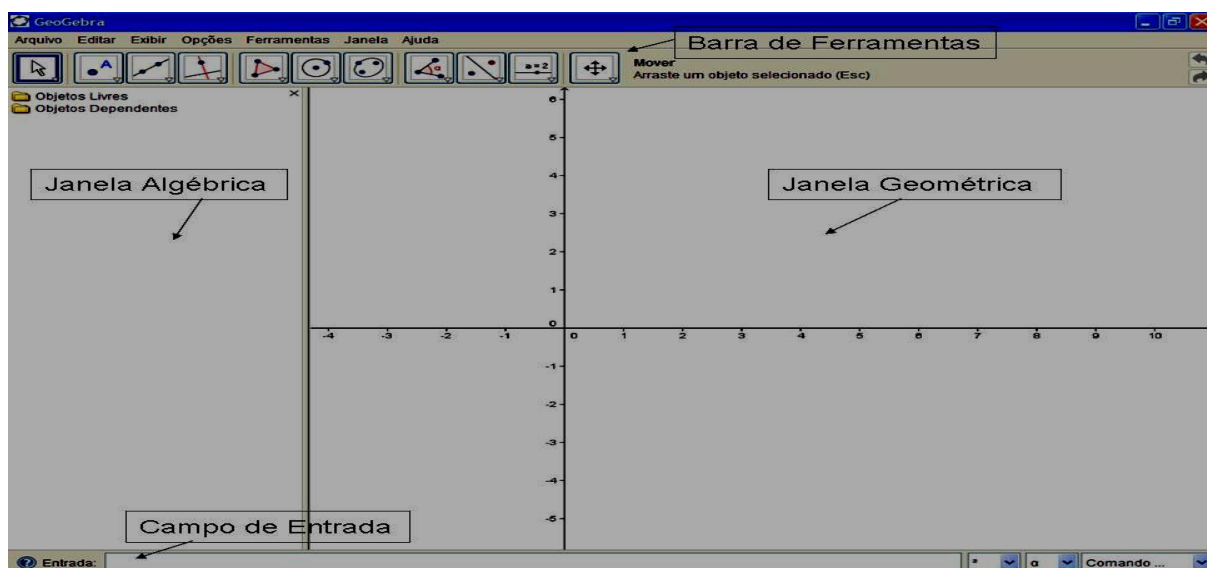 GeoGebra
Arquivo Editar Exibir Opções Ferramentas Janela Ajuda
Barra de Ferramentas
A
a=2
Mover
Arraste um objeto selecionado (Esc)
Objetos Livres
Objetos Dependentes
Janela Algébrica
Janela Geométrica
6
5
4
3
2
1
0
-4 -3 -2 -1 0 1 2 3 4 5 6 7 8 9 10
-1
-2
-3
-4
-5
Campo de Entrada
Entrada: ² α Comando ...